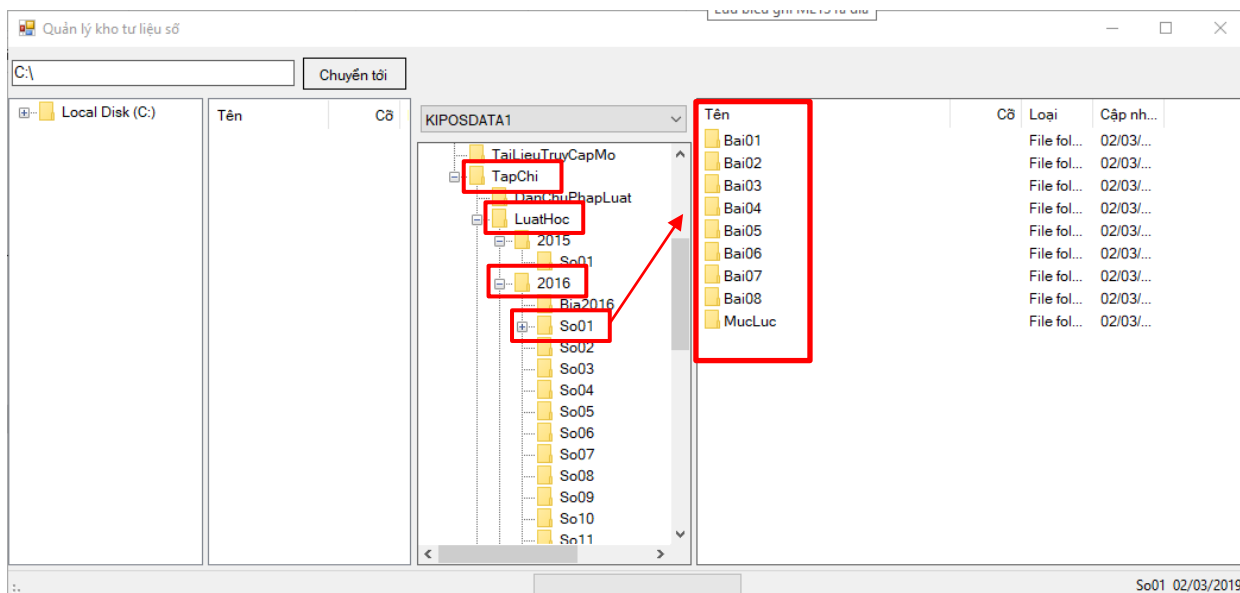 Quản lý kho tư liệu số
C:\
Chuyển tới
Local Disk (C:)
Tên Cỡ
KIPOSDATA1
TaiLieuTruyCapMo
TapChi
DanChuPhapLuat
LuatHoc
2015
So01
2016
Bia2016
So01
So02
So03
So04
So05
So06
So07
So08
So09
So10
So11
Tên Cỡ Loại Cập nh...
Bai01 File fol... 02/03/...
Bai02 File fol... 02/03/...
Bai03 File fol... 02/03/...
Bai04 File fol... 02/03/...
Bai05 File fol... 02/03/...
Bai06 File fol... 02/03/...
Bai07 File fol... 02/03/...
Bai08 File fol... 02/03/...
MucLuc File fol... 02/03/...
So01 02/03/2019